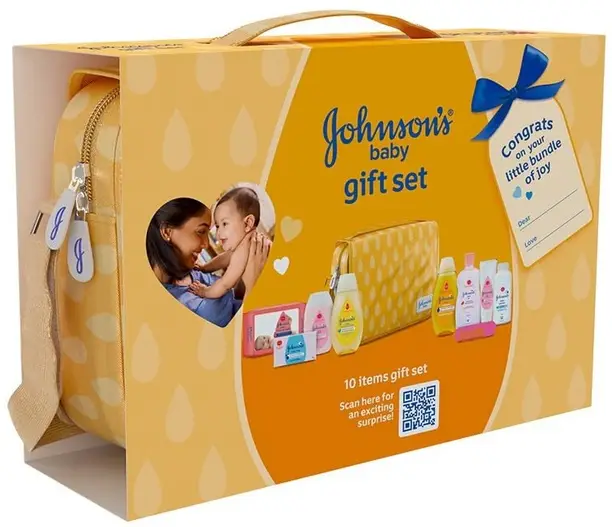 Johnson's®
baby
gift set
Congrats
on your
little bundle
of joy
Dear
Love
10 items gift set
Scan here for
an exciting
surprise!